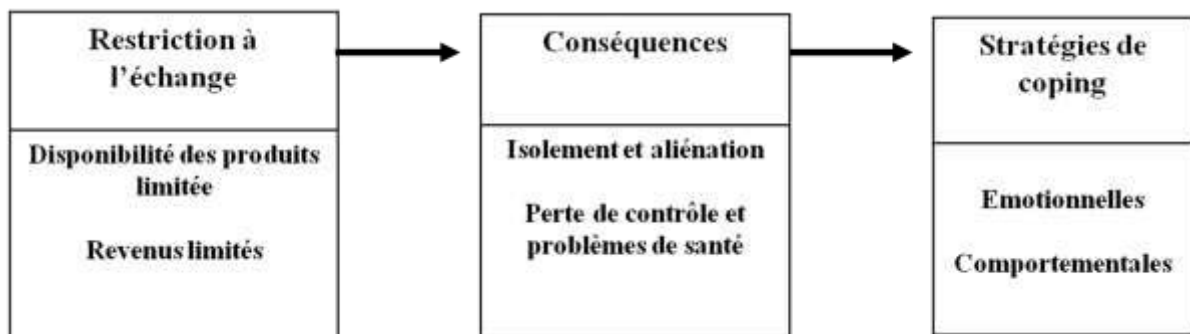 Restriction à
l'échange
Disponibilité des produits
limitée
Revenus limités
Conséquences
Isolement et aliénation
Perte de contrôle et
problèmes de santé
Stratégies de
coping
Emotionnelles
Comportementales